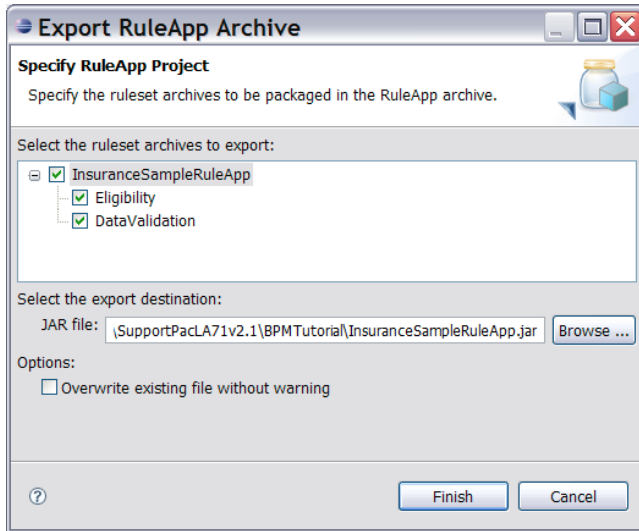 Export RuleApp Archive
Specify RuleApp Project
Specify the ruleset archives to be packaged in the RuleApp archive.
Select the ruleset archives to export:
InsuranceSampleRuleApp
Eligibility
DataValidation
Select the export destination:
JAR file: \SupportPacLA71v2.1\BPMTutorial\InsuranceSampleRuleApp.jar Browse ...
Options:
Overwrite existing file without warning
? Finish Cancel